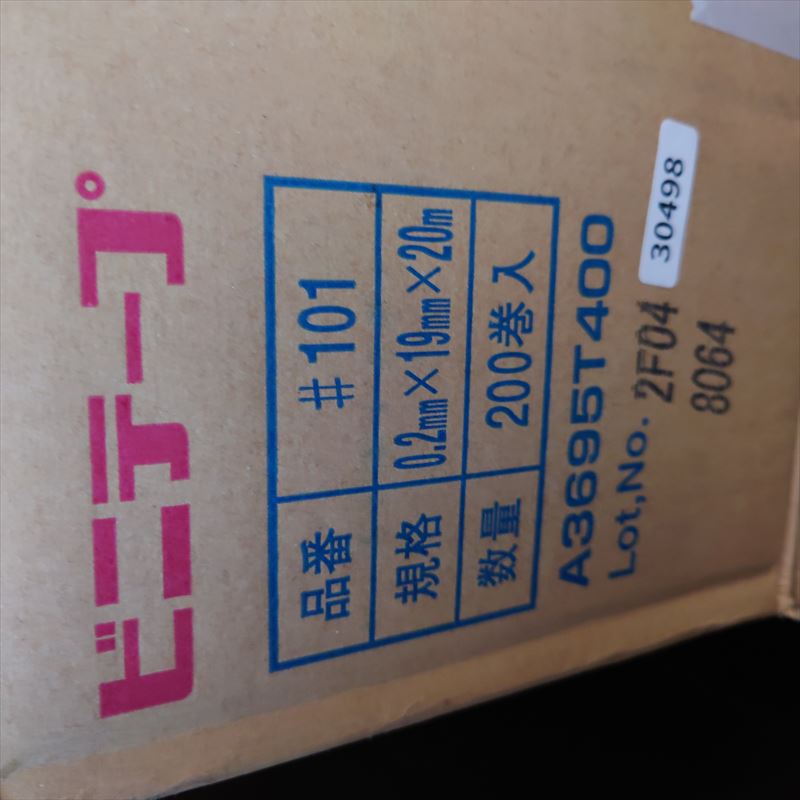 ビニテープ
品番 #101
規格 0.2mm×19mm×20m
数量 200巻入
A3695T400
Lot,No. 2F04
8064
30498